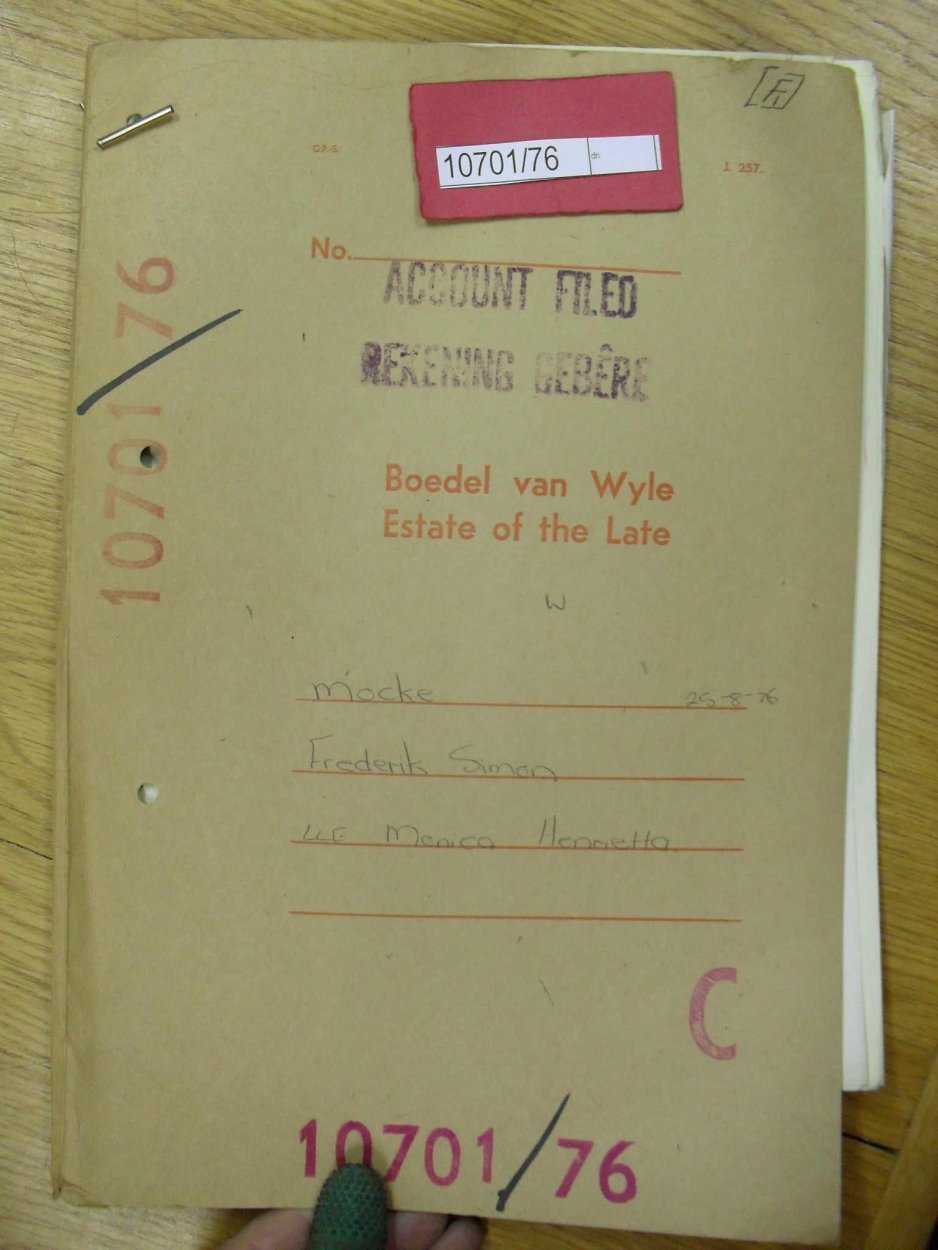 [F]
10701/76 dn
G.P.-S.
J. 257.
No.
ACCOUNT FILED
REKENING GEBÊRE
10701/76
Boedel van Wyle
Estate of the Late
W
Mocke 25-8-76
Frederik Simon
Monica Henrietta
C
10701/76